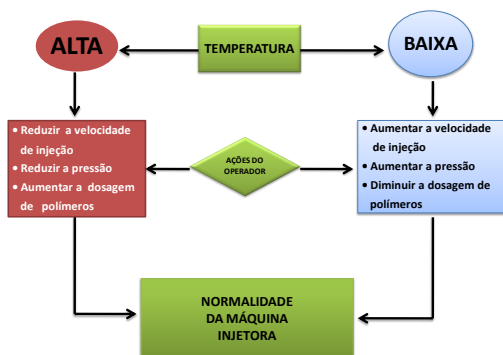 ALTA
TEMPERATURA
BAIXA
• Reduzir a velocidade
de injeção
• Reduzir a pressão
• Aumentar a dosagem
de polímeros
AÇÕES DO
OPERADOR
• Aumentar a velocidade
de injeção
• Aumentar a pressão
• Diminuir a dosagem de
polímeros
NORMALIDADE
DA MÁQUINA
INJETORA